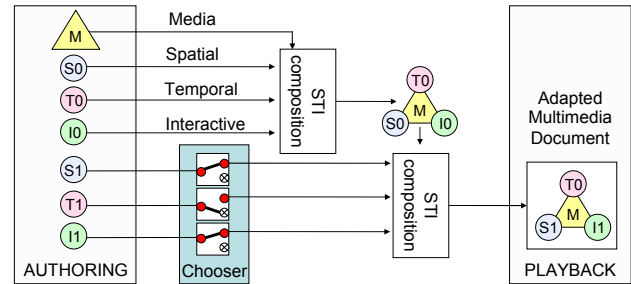 M
Media
S0
Spatial
T0
Temporal
I0
Interactive
STI
composition
T0
M
S0
I0
S1
T1
I1
STI
composition
Adapted
Multimedia
Document
T0
M
S1
I1
AUTHORING
Chooser
PLAYBACK